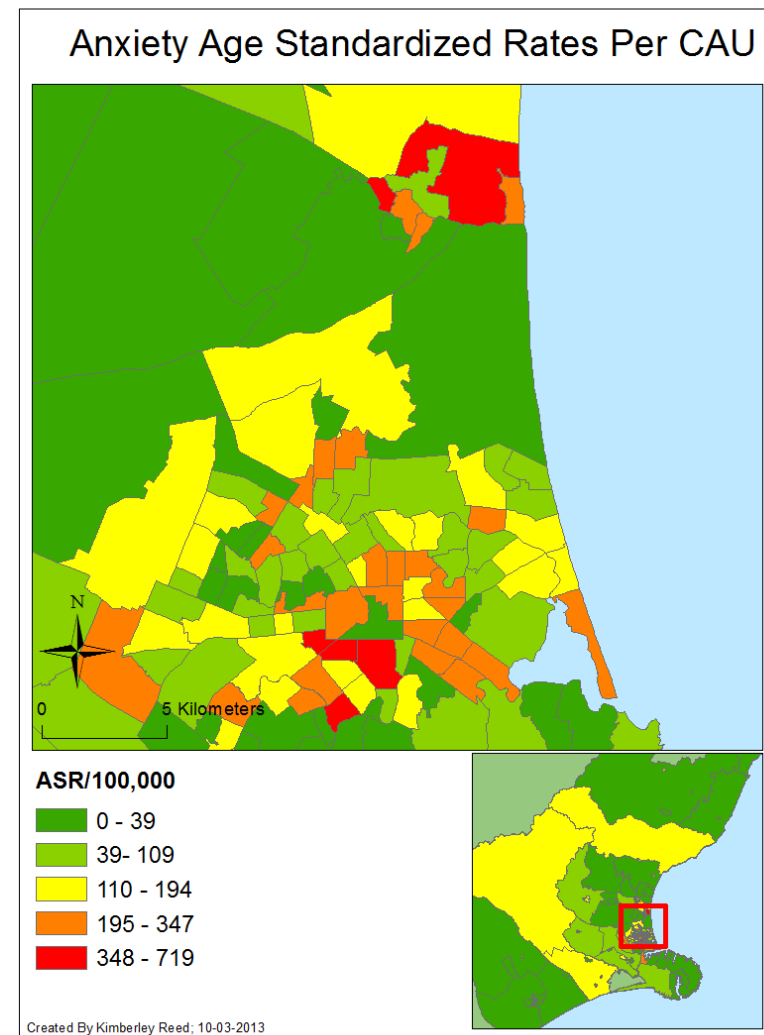 Anxiety Age Standardized Rates Per CAU
N
0 5 Kilometers
ASR/100,000
0 - 39
39- 109
110 - 194
195 - 347
348 - 719
Created By Kimberley Reed; 10-03-2013